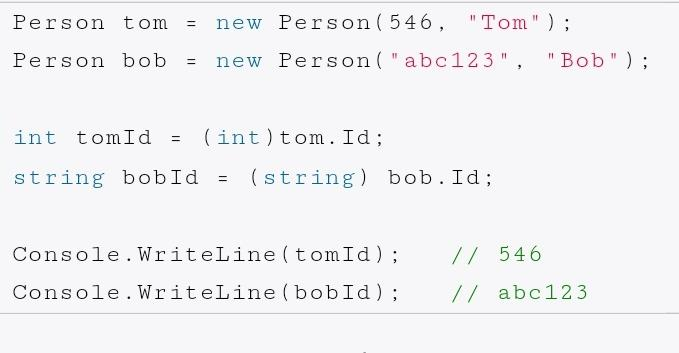 Person tom = new Person(546, "Tom");
Person bob = new Person("abc123", "Bob");
int tomId = (int)tom.Id;
string bobId = (string) bob.Id;
Console.WriteLine(tomId);   // 546
Console.WriteLine(bobId);   // abc123